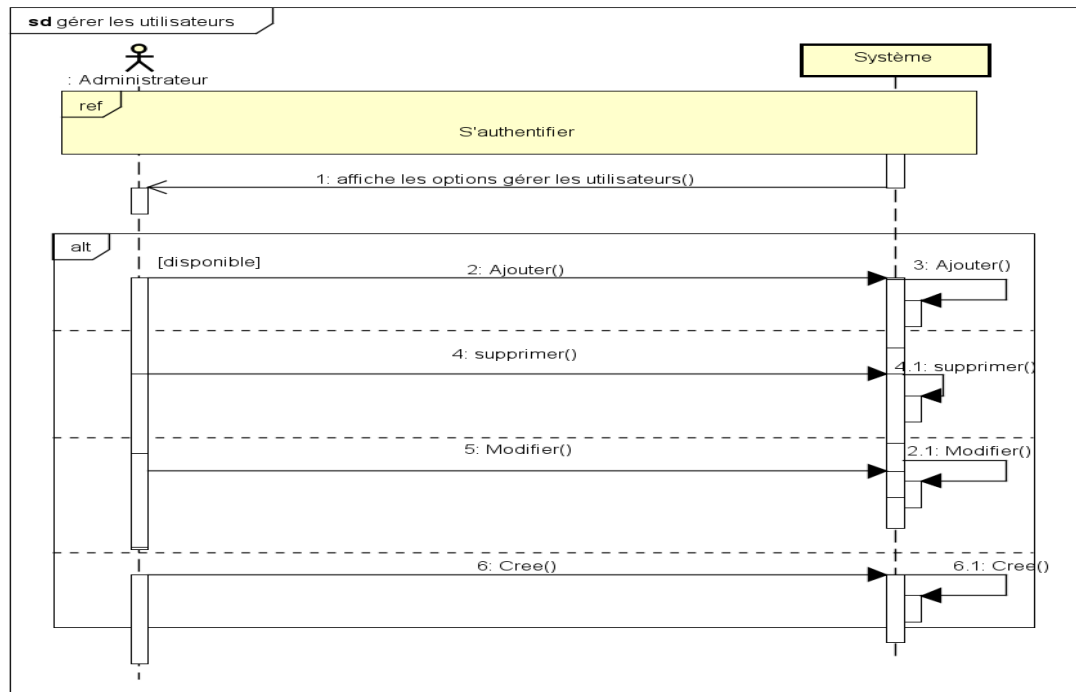 sd gérer les utilisateurs
: Administrateur
Système
ref
S'authentifier
1: affiche les options gérer les utilisateurs()
alt
[disponible]
2: Ajouter()
3: Ajouter()
4: supprimer()
4.1: supprimer()
5: Modifier()
2.1: Modifier()
6: Cree()
6.1: Cree()